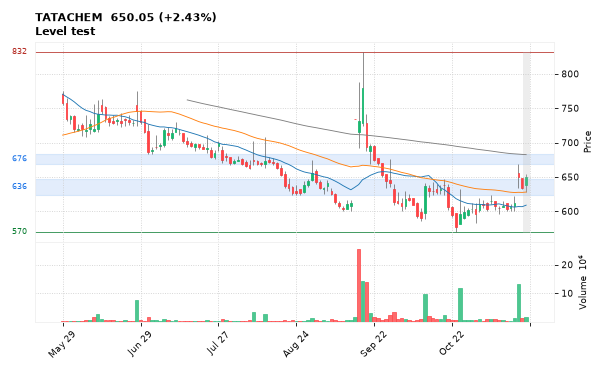 TATACHEM 650.05 (+2.43%)
Level test
832
676
636
570
800
750
700
650
600
Price
20
10
Volume 10⁴
May 29
Jun 29
Jul 27
Aug 24
Sep 22
Oct 22